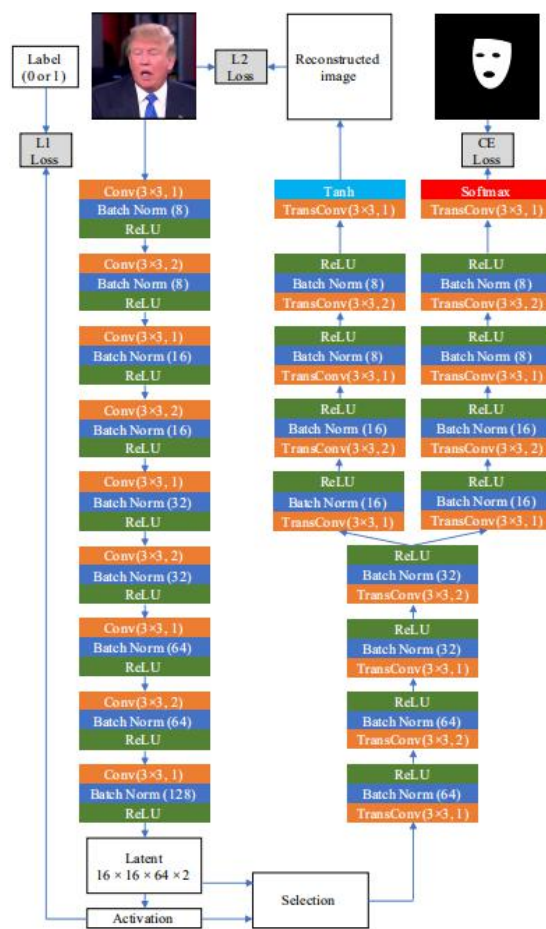 Label
(0 or 1)
L2
Loss
Reconstructed
image
L1
Loss
CE
Loss
Conv(3×3, 1)
Batch Norm (8)
ReLU
Conv(3×3, 2)
Batch Norm (8)
ReLU
Conv(3×3, 1)
Batch Norm (16)
ReLU
Conv(3×3, 2)
Batch Norm (16)
ReLU
Conv(3×3, 1)
Batch Norm (32)
ReLU
Conv(3×3, 2)
Batch Norm (32)
ReLU
Conv(3×3, 1)
Batch Norm (64)
ReLU
Conv(3×3, 2)
Batch Norm (64)
ReLU
Conv(3×3, 1)
Batch Norm (128)
ReLU
Latent
16 × 16 × 64 × 2
Activation
Selection
Tanh
TransConv(3×3, 1)
ReLU
Batch Norm (8)
TransConv(3×3, 2)
ReLU
Batch Norm (8)
TransConv(3×3, 1)
ReLU
Batch Norm (16)
TransConv(3×3, 2)
ReLU
Batch Norm (16)
TransConv(3×3, 1)
Softmax
TransConv(3×3, 1)
ReLU
Batch Norm (8)
TransConv(3×3, 2)
ReLU
Batch Norm (8)
TransConv(3×3, 1)
ReLU
Batch Norm (16)
TransConv(3×3, 2)
ReLU
Batch Norm (16)
TransConv(3×3, 1)
ReLU
Batch Norm (32)
TransConv(3×3, 2)
ReLU
Batch Norm (32)
TransConv(3×3, 1)
ReLU
Batch Norm (64)
TransConv(3×3, 2)
ReLU
Batch Norm (64)
TransConv(3×3, 1)